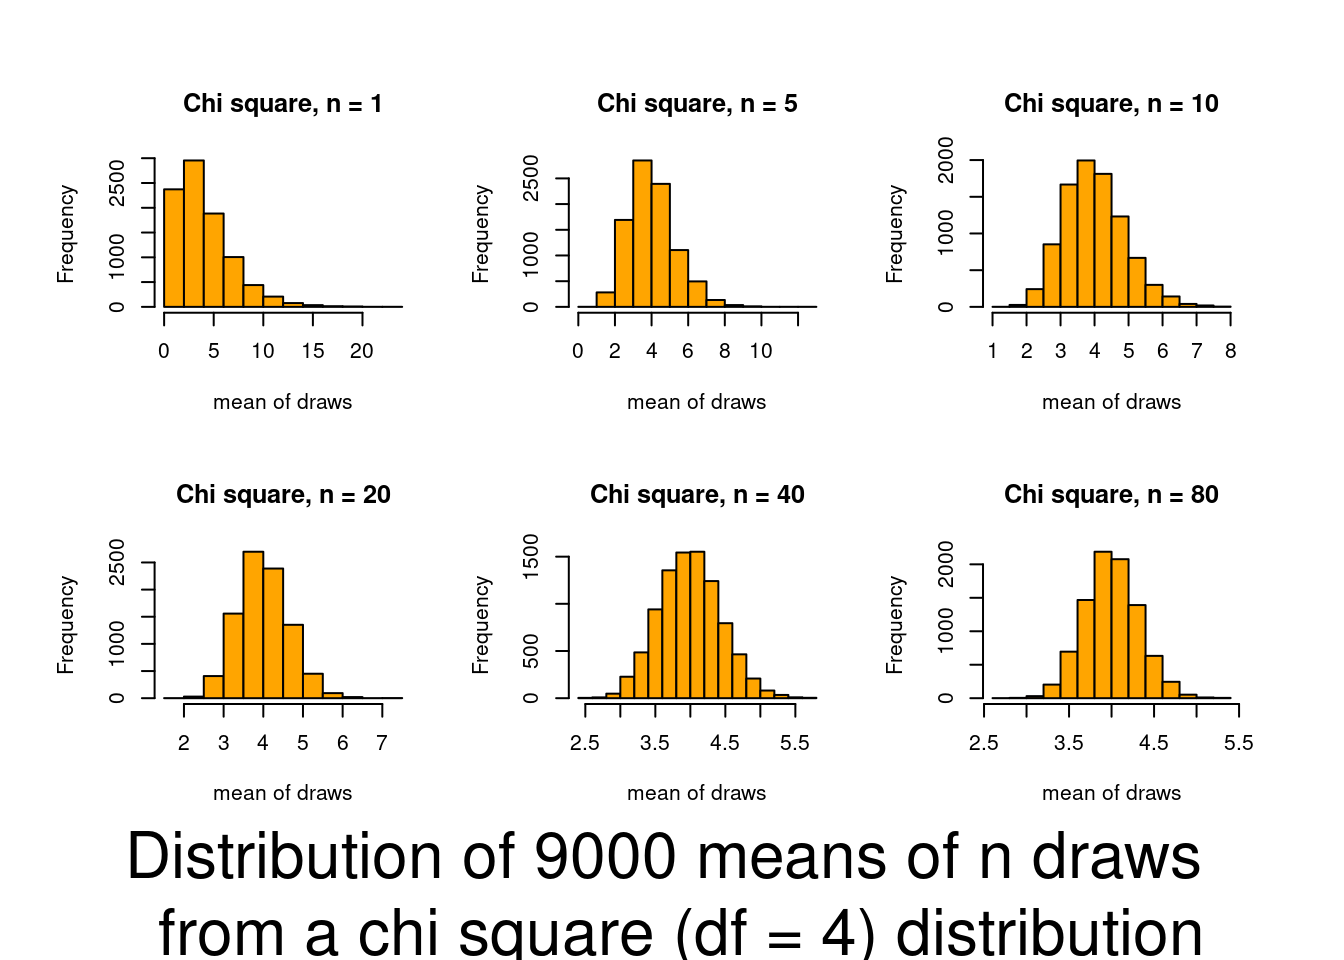 Chi square, n = 1
Frequency
0 1000 2500
0 5 10 15 20
mean of draws
Chi square, n = 5
Frequency
0 1000 2500
0 2 4 6 8 10
mean of draws
Chi square, n = 10
Frequency
0 1000 2000
1 2 3 4 5 6 7 8
mean of draws
Chi square, n = 20
Frequency
0 1000 2500
2 3 4 5 6 7
mean of draws
Chi square, n = 40
Frequency
0 500 1500
2.5 3.5 4.5 5.5
mean of draws
Chi square, n = 80
Frequency
0 1000 2000
2.5 3.5 4.5 5.5
mean of draws
Distribution of 9000 means of n draws
from a chi square (df = 4) distribution